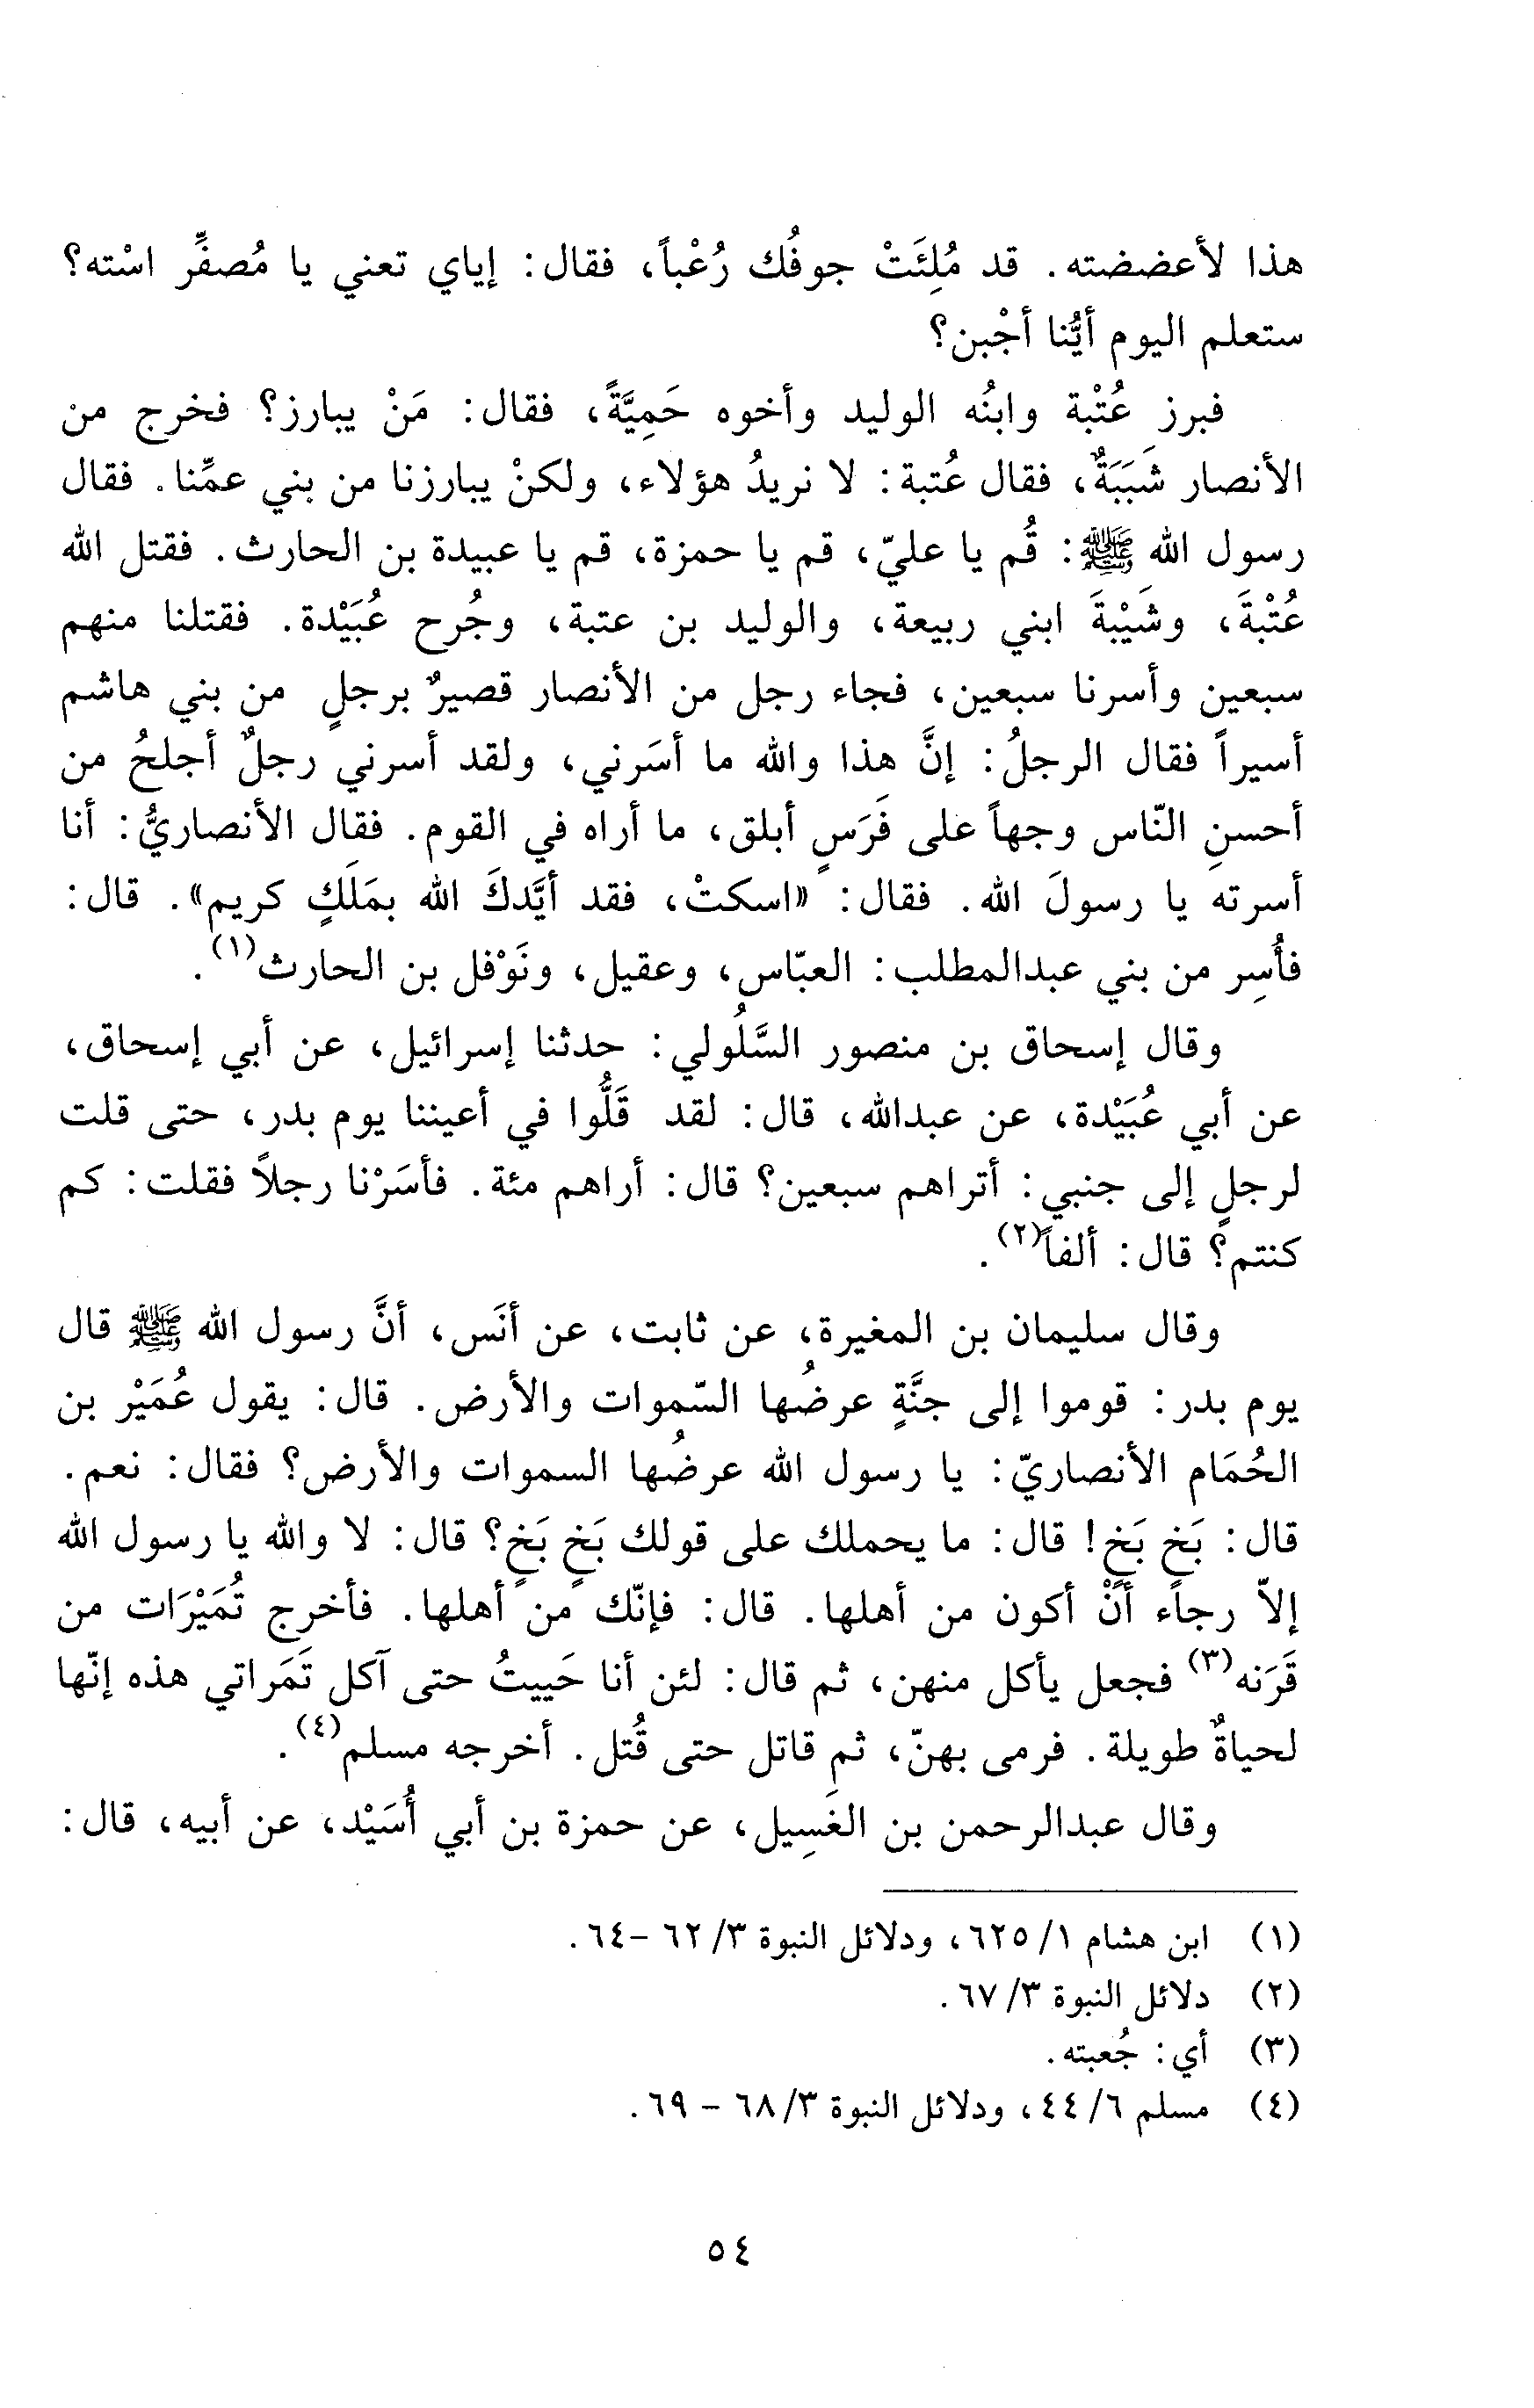 هذا لأعضضته. قد مُلِئَتْ جوفُك رُعْباً، فقال: إياي تعني يا مُصفِّر اسْته؟
ستعلم اليوم أيُّنا أجْبن؟
فبرز عُتْبة وابنُه الوليد وأخوه حَمِيَّةً، فقال: مَنْ يبارز؟ فخرج من
الأنصار شَبَبَةٌ، فقال عُتبة: لا نريدُ هؤلاء، ولكنْ يبارزنا من بني عمِّنا. فقال
رسول الله ﷺ: قُم يا عليّ، قم يا حمزة، قم يا عبيدة بن الحارث. فقتل الله
عُتْبةَ، وشَيْبةَ ابني ربيعة، والوليد بن عتبة، وجُرح عُبَيْدة. فقتلنا منهم
سبعين وأسرنا سبعين، فجاء رجل من الأنصار قصيرٌ برجلٍ من بني هاشم
أسيراً فقال الرجلُ: إنَّ هذا والله ما أسَرني، ولقد أسرني رجلٌ أجلحُ من
أحسنِ النّاس وجهاً على فَرَسٍ أبلق، ما أراه في القوم. فقال الأنصاريُّ: أنا
أسرته يا رسولَ الله. فقال: «اسكتْ، فقد أيَّدكَ الله بمَلَكٍ كريم». قال:
فأُسِر من بني عبدالمطلب: العبّاس، وعقيل، ونَوْفل بن الحارث(١).
وقال إسحاق بن منصور السَّلُولي: حدثنا إسرائيل، عن أبي إسحاق،
عن أبي عُبَيْدة، عن عبدالله، قال: لقد قَلُّوا في أعيننا يوم بدر، حتى قلت
لرجلٍ إلى جنبي: أتراهم سبعين؟ قال: أراهم مئة. فأسَرْنا رجلاً فقلت: كم
كنتم؟ قال: ألفاً(٢).
وقال سليمان بن المغيرة، عن ثابت، عن أنَس، أنَّ رسول الله ﷺ قال
يوم بدر: قوموا إلى جنَّةٍ عرضُها السّموات والأرض. قال: يقول عُمَيْر بن
الحُمَام الأنصاريّ: يا رسول الله عرضُها السموات والأرض؟ فقال: نعم.
قال: بَخٍ بَخٍ! قال: ما يحملك على قولك بَخٍ بَخٍ؟ قال: لا والله يا رسول الله
إلاّ رجاءً أنْ أكون من أهلها. قال: فإنّك من أهلها. فأخرج تُمَيْرَات من
قَرَنه(٣) فجعل يأكل منهن، ثم قال: لئن أنا حَييتُ حتى آكل تَمَراتي هذه إنّها
لحياةٌ طويلة. فرمى بهنّ، ثم قاتل حتى قُتل. أخرجه مسلم(٤).
وقال عبدالرحمن بن الغَسِيل، عن حمزة بن أبي أُسَيْد، عن أبيه، قال:
(١) ابن هشام ١/ ٦٢٥، ودلائل النبوة ٣/ ٦٢ -٦٤.
(٢) دلائل النبوة ٣/ ٦٧.
(٣) أي: جُعبته.
(٤) مسلم ٦/ ٤٤، ودلائل النبوة ٣/ ٦٨ - ٦٩.
٥٤